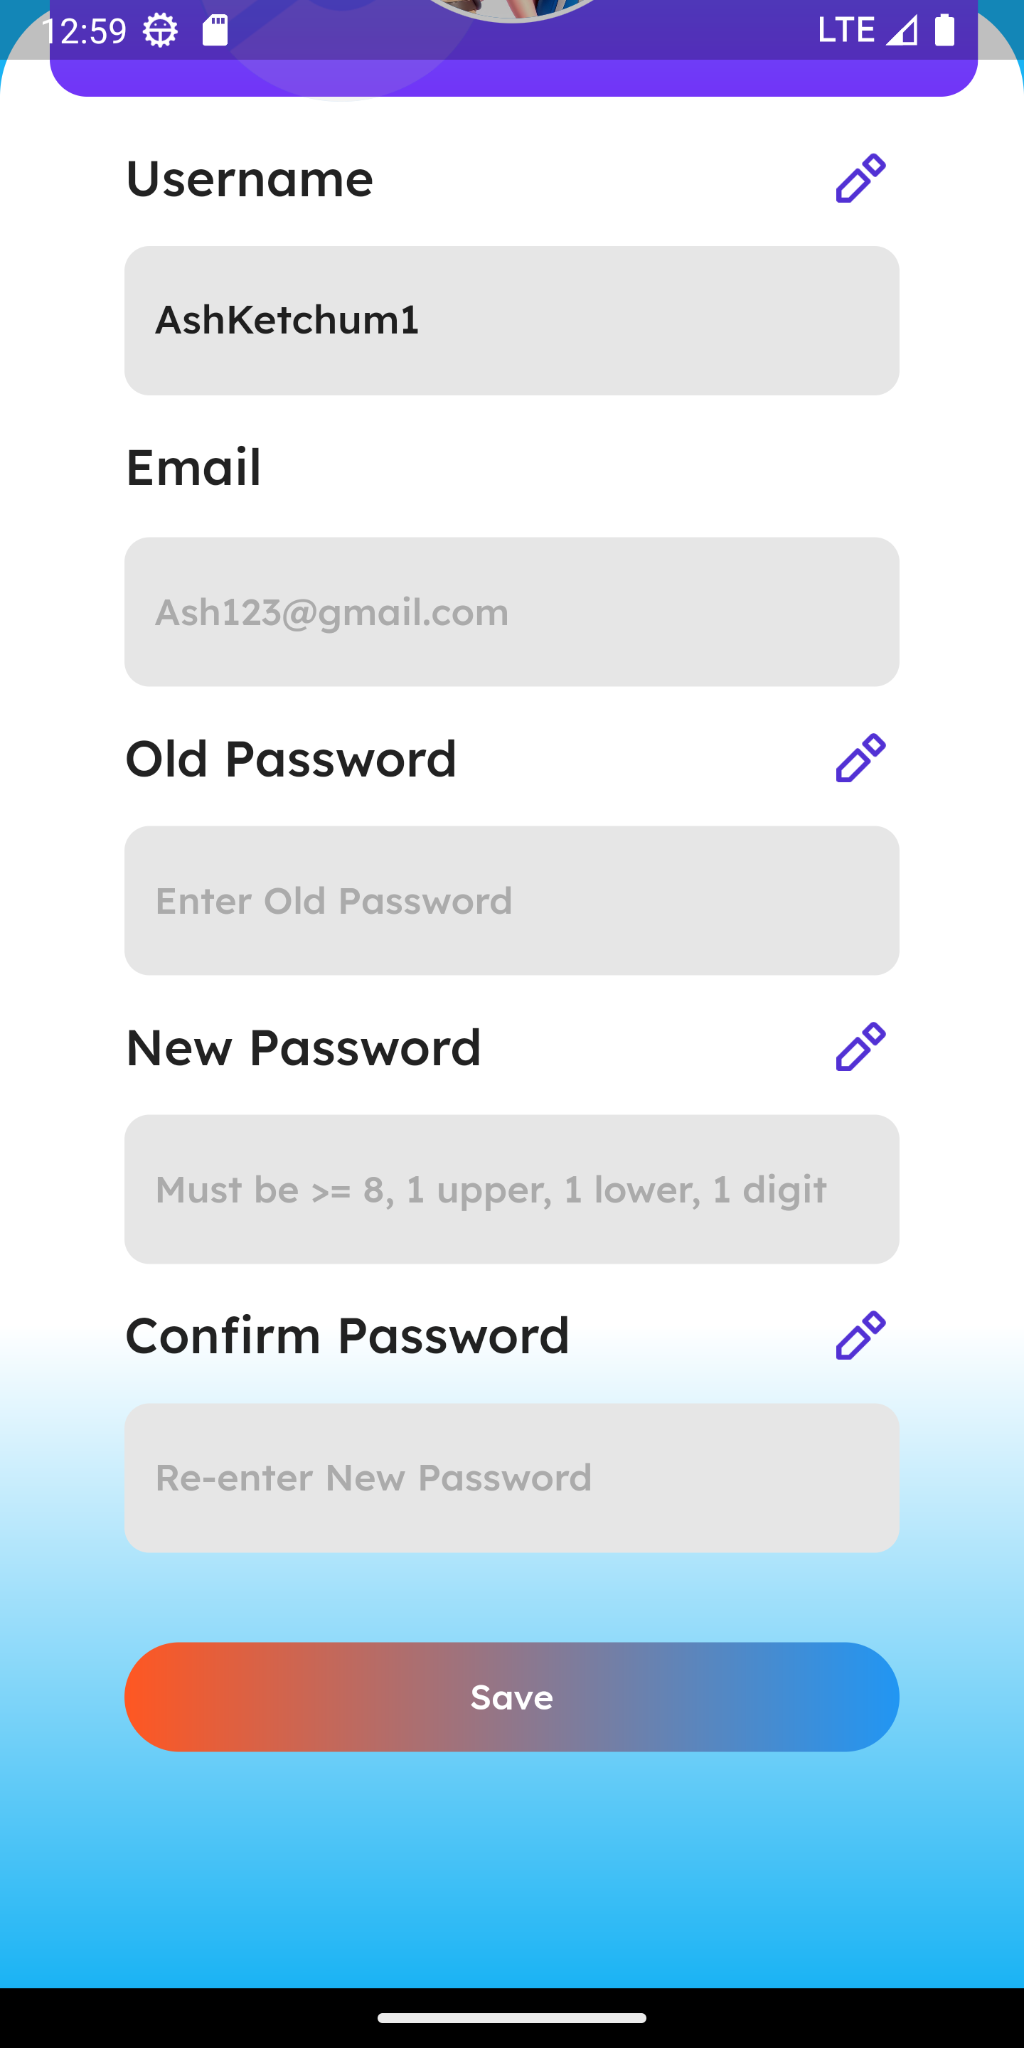 12:59 LTE
Username
AshKetchum1
Email
Ash123@gmail.com
Old Password
Enter Old Password
New Password
Must be >= 8, 1 upper, 1 lower, 1 digit
Confirm Password
Re-enter New Password
Save